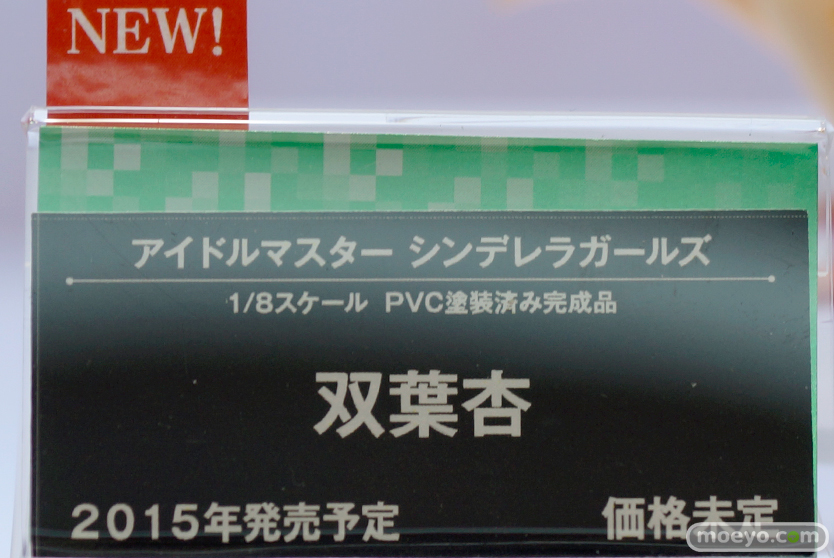 NEW!
アイドルマスター シンデレラガールズ
1/8スケール PVC塗装済み完成品
双葉杏
2015年発売予定 価格未定
moeyo.com